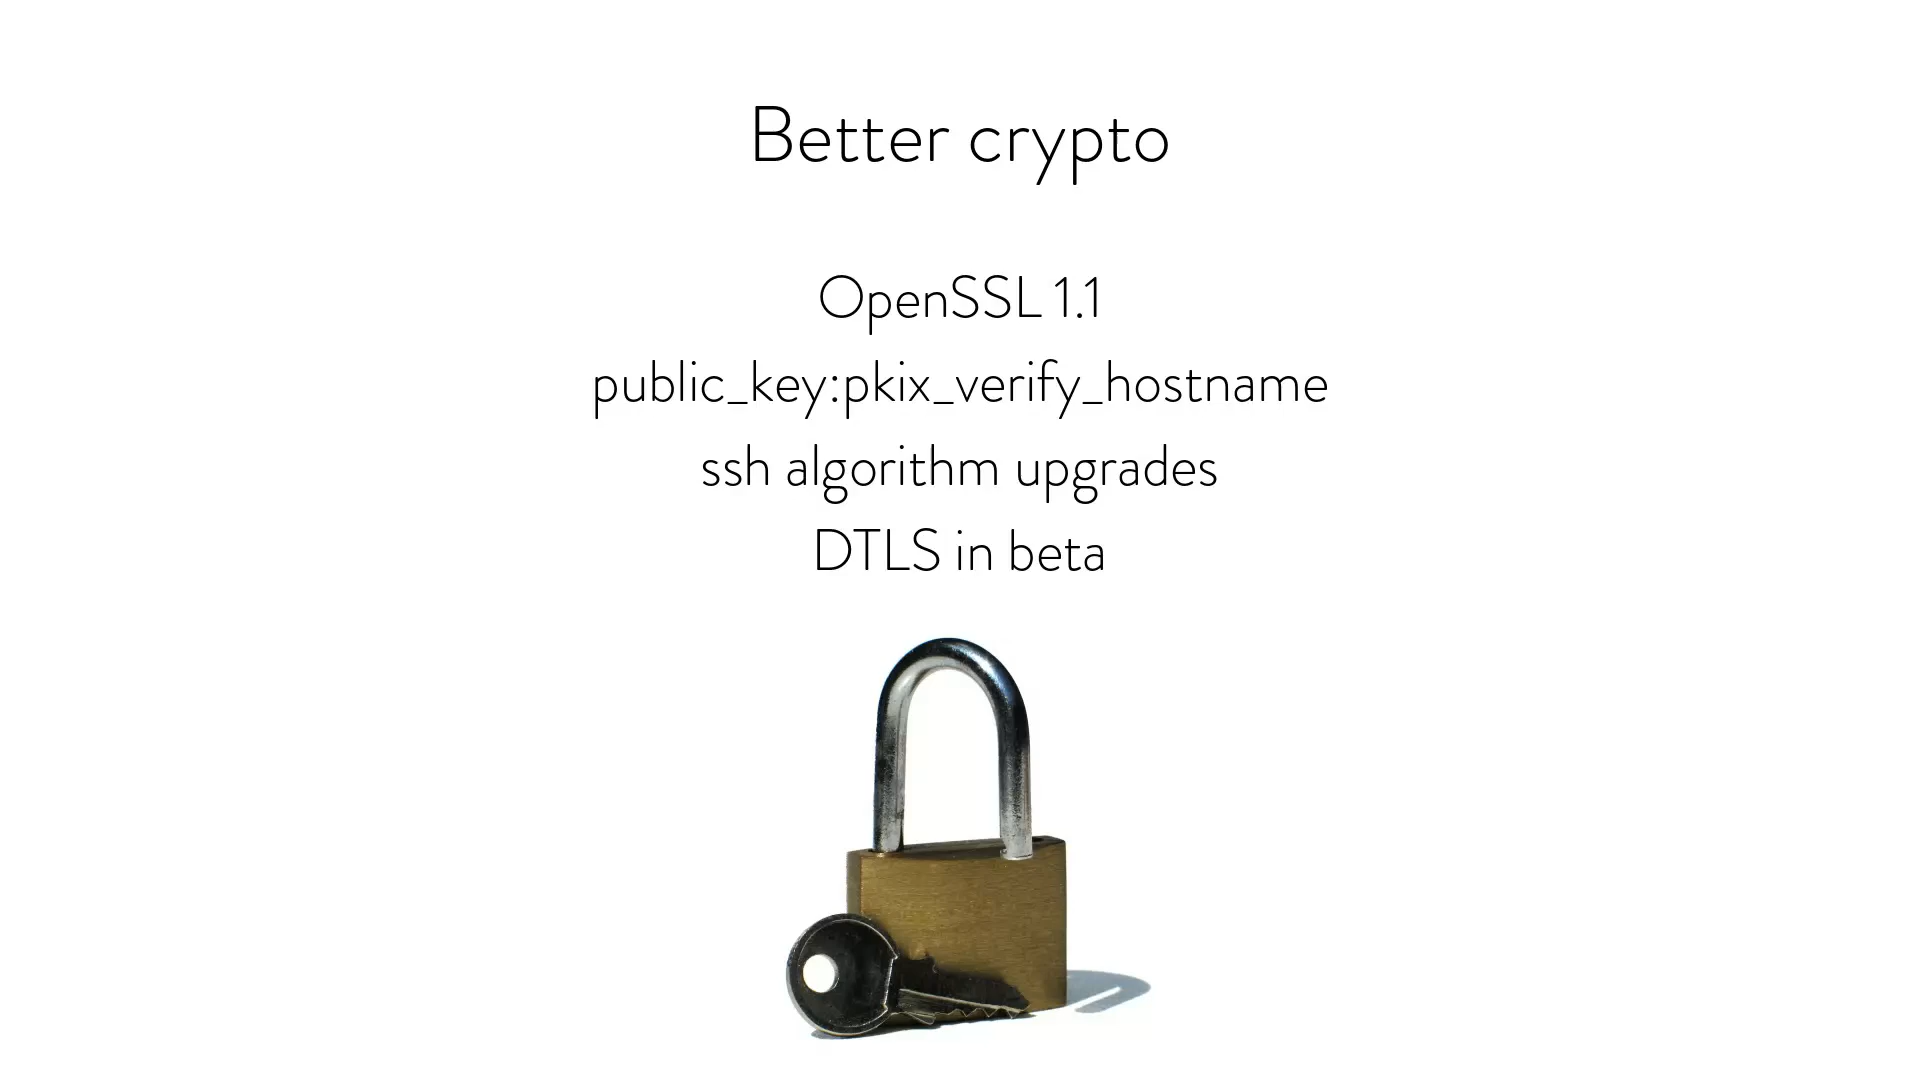 Better crypto
OpenSSL 1.1
public_key:pkix_verify_hostname
ssh algorithm upgrades
DTLS in beta